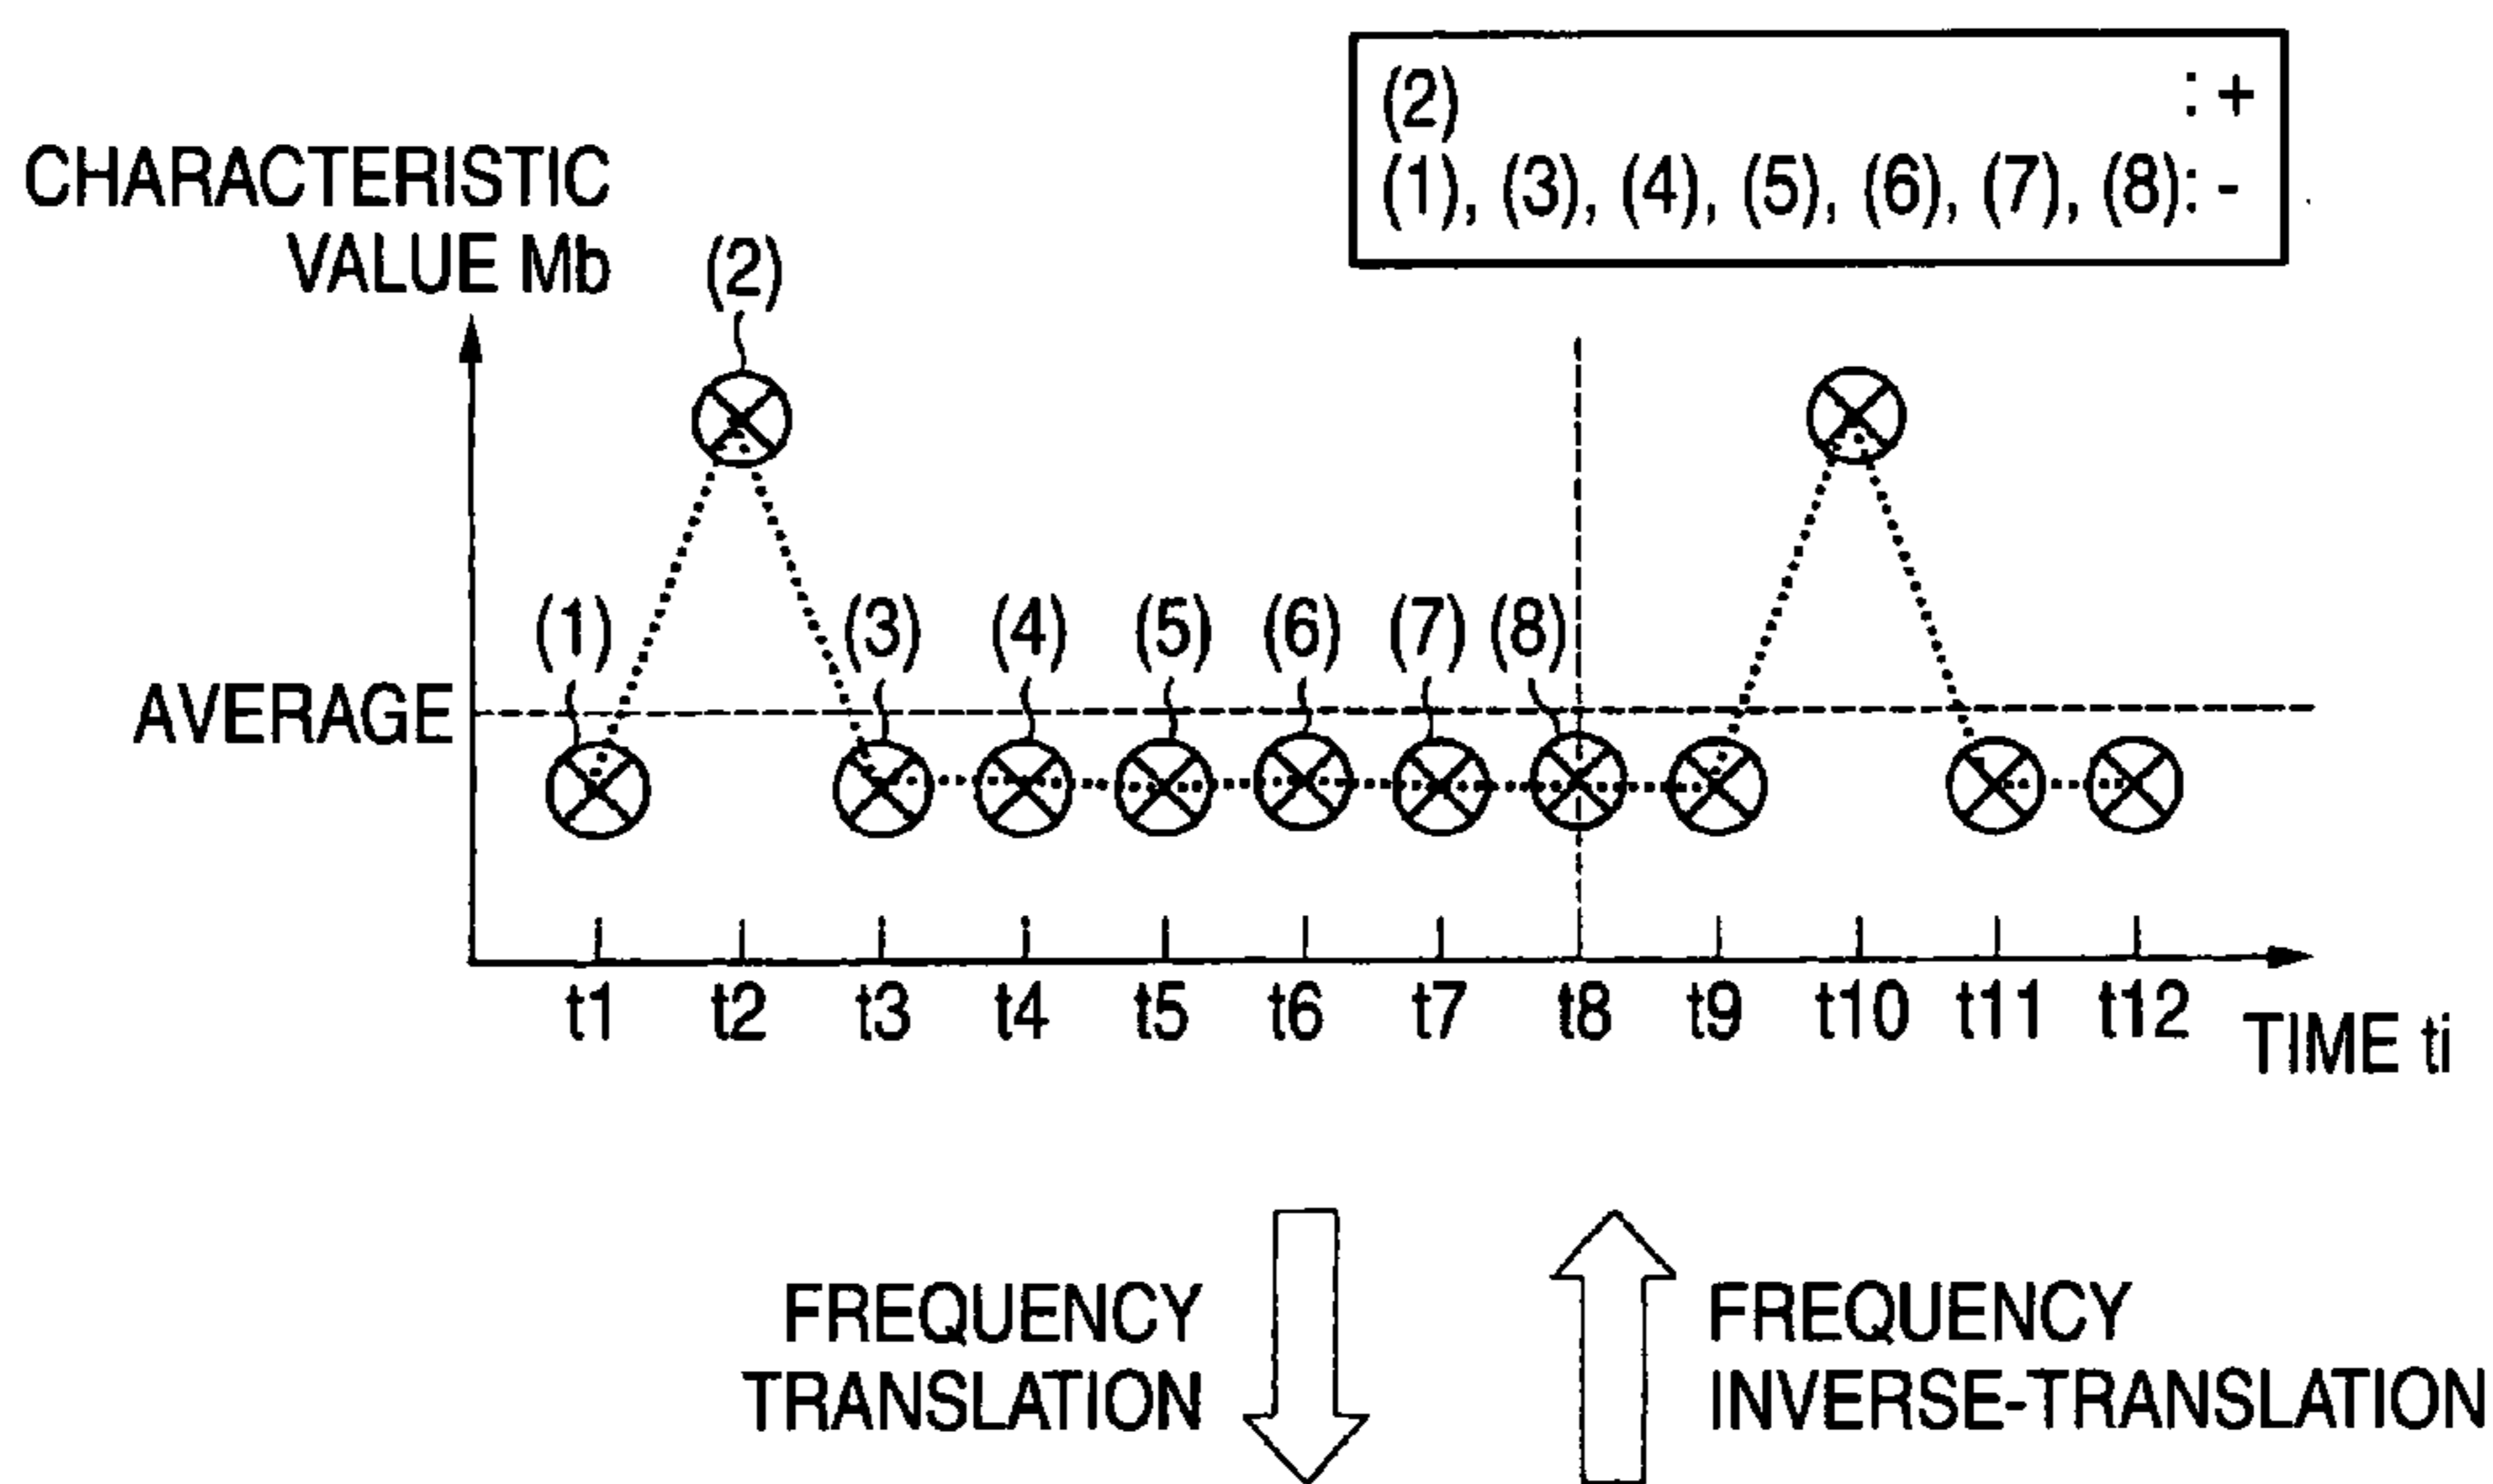 (2) : +
(1), (3), (4), (5), (6), (7), (8): -
CHARACTERISTIC
VALUE Mb
(2)
(1) (3) (4) (5) (6) (7) (8)
AVERAGE
t1 t2 t3 t4 t5 t6 t7 t8 t9 t10 t11 t12
TIME ti
FREQUENCY
TRANSLATION
FREQUENCY
INVERSE-TRANSLATION